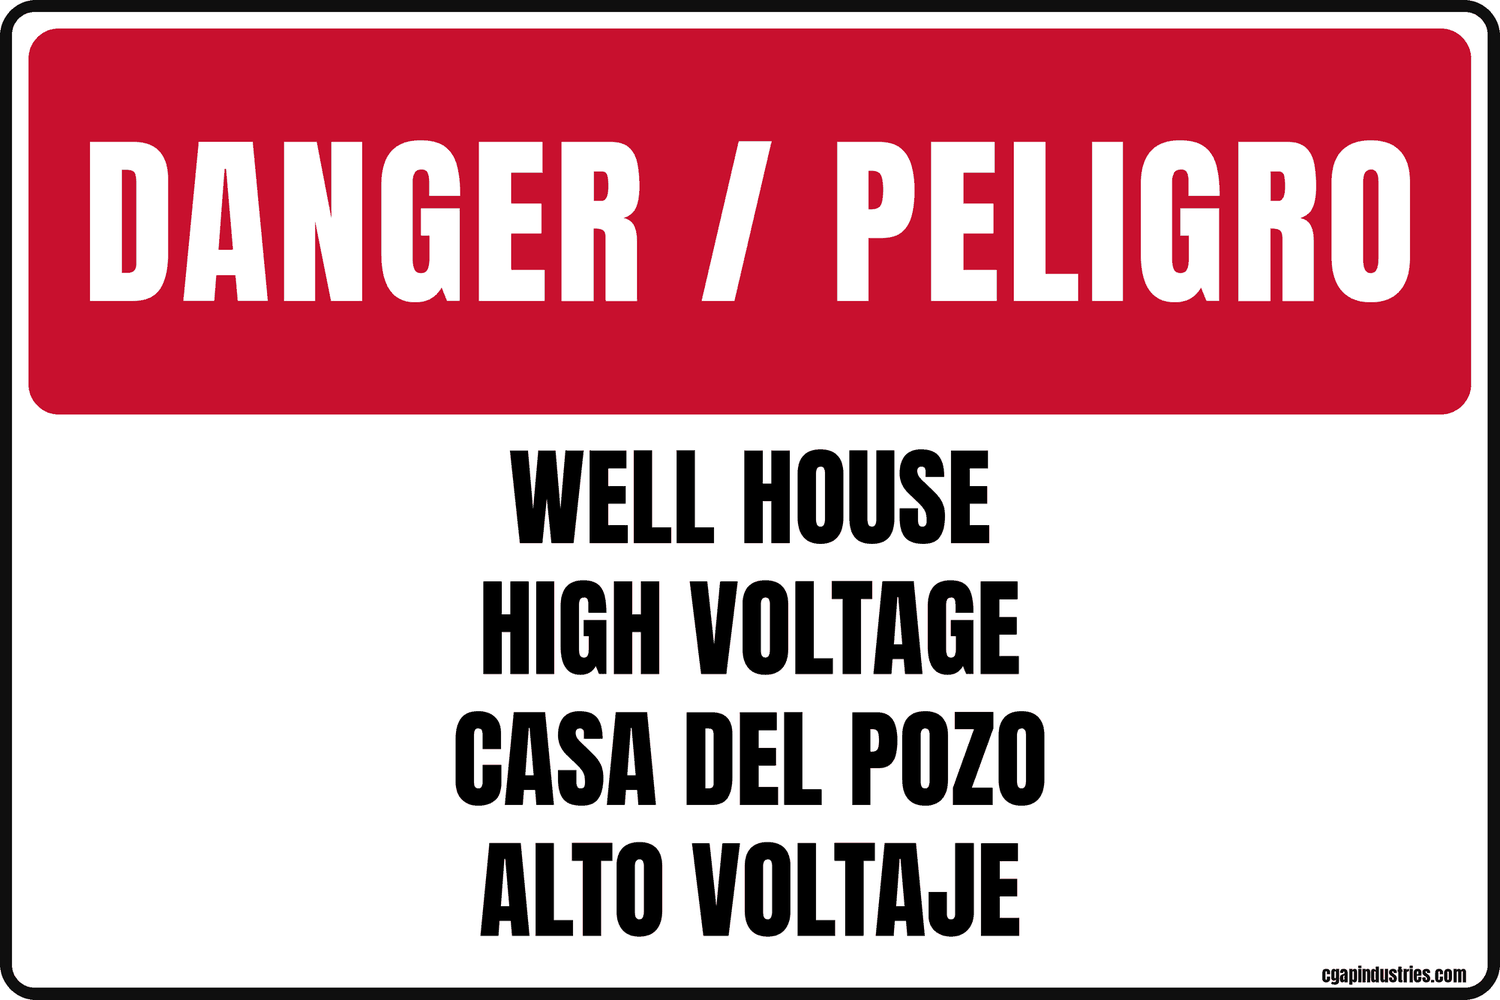 DANGER / PELIGRO
WELL HOUSE
HIGH VOLTAGE
CASA DEL POZO
ALTO VOLTAJE
cgapindustries.com